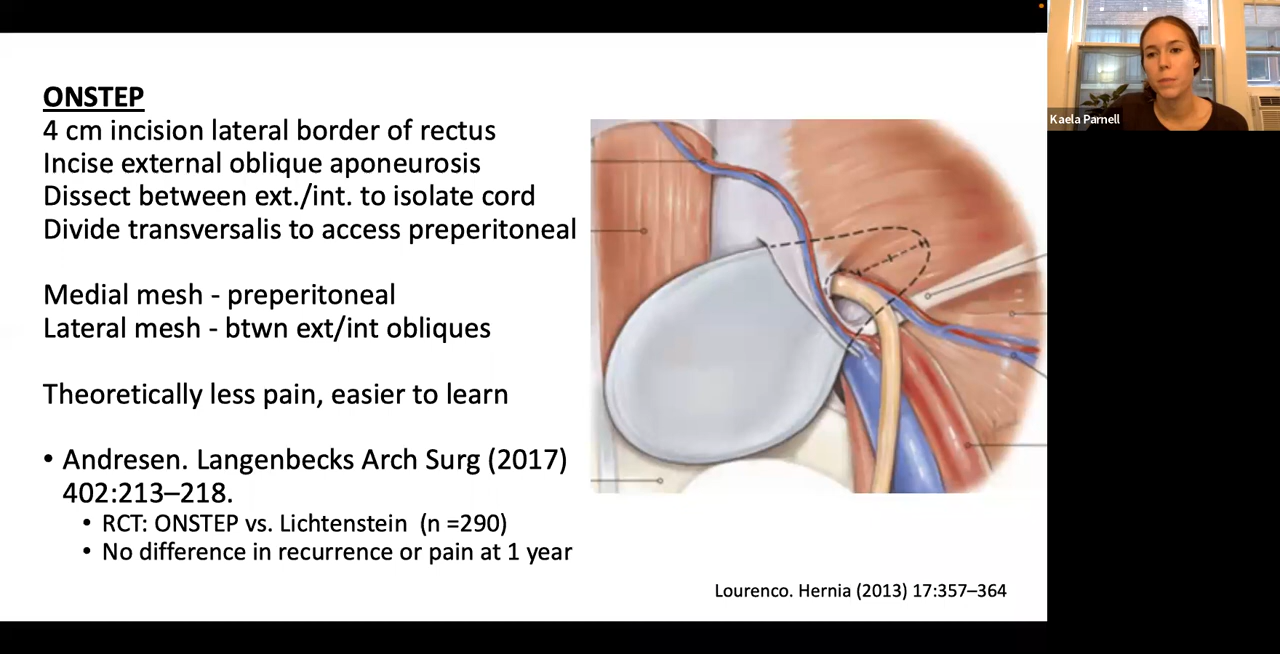 ONSTEP
4 cm incision lateral border of rectus
Incise external oblique aponeurosis
Dissect between ext./int. to isolate cord
Divide transversalis to access preperitoneal
Medial mesh - preperitoneal
Lateral mesh - btwn ext/int obliques
Theoretically less pain, easier to learn
• Andresen. Langenbecks Arch Surg (2017)
402:213–218.
• RCT: ONSTEP vs. Lichtenstein (n =290)
• No difference in recurrence or pain at 1 year
Lourenco. Hernia (2013) 17:357–364
Kaela Parnell